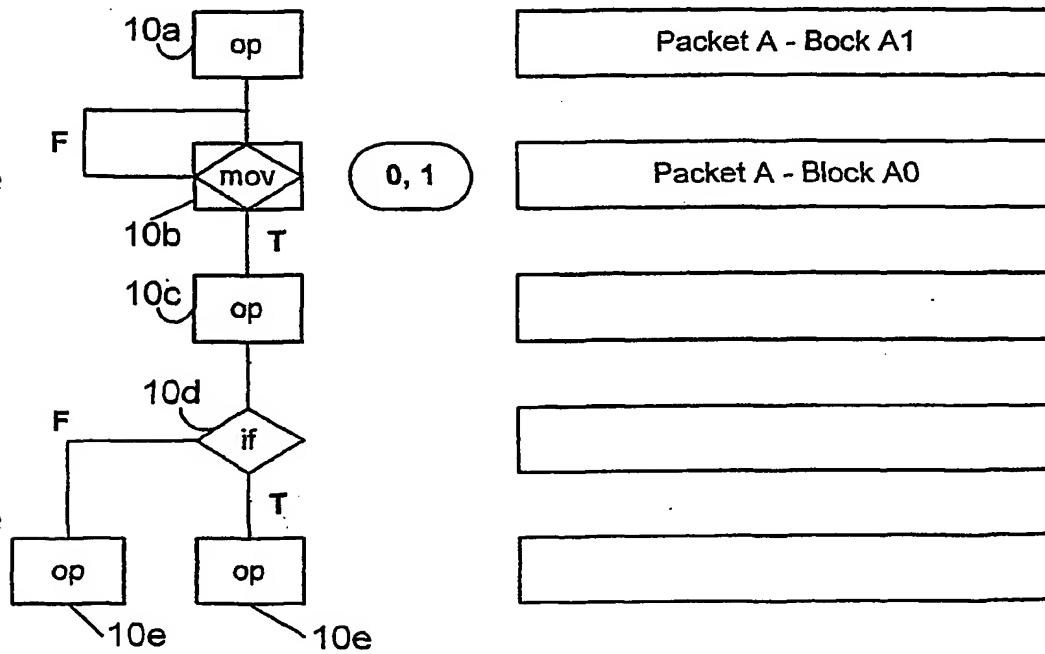 10a
op
Packet A - Bock A1
F
mov
0, 1
Packet A - Block A0
10b
T
10c
op
10d
F
if
T
op
op
10e
10e